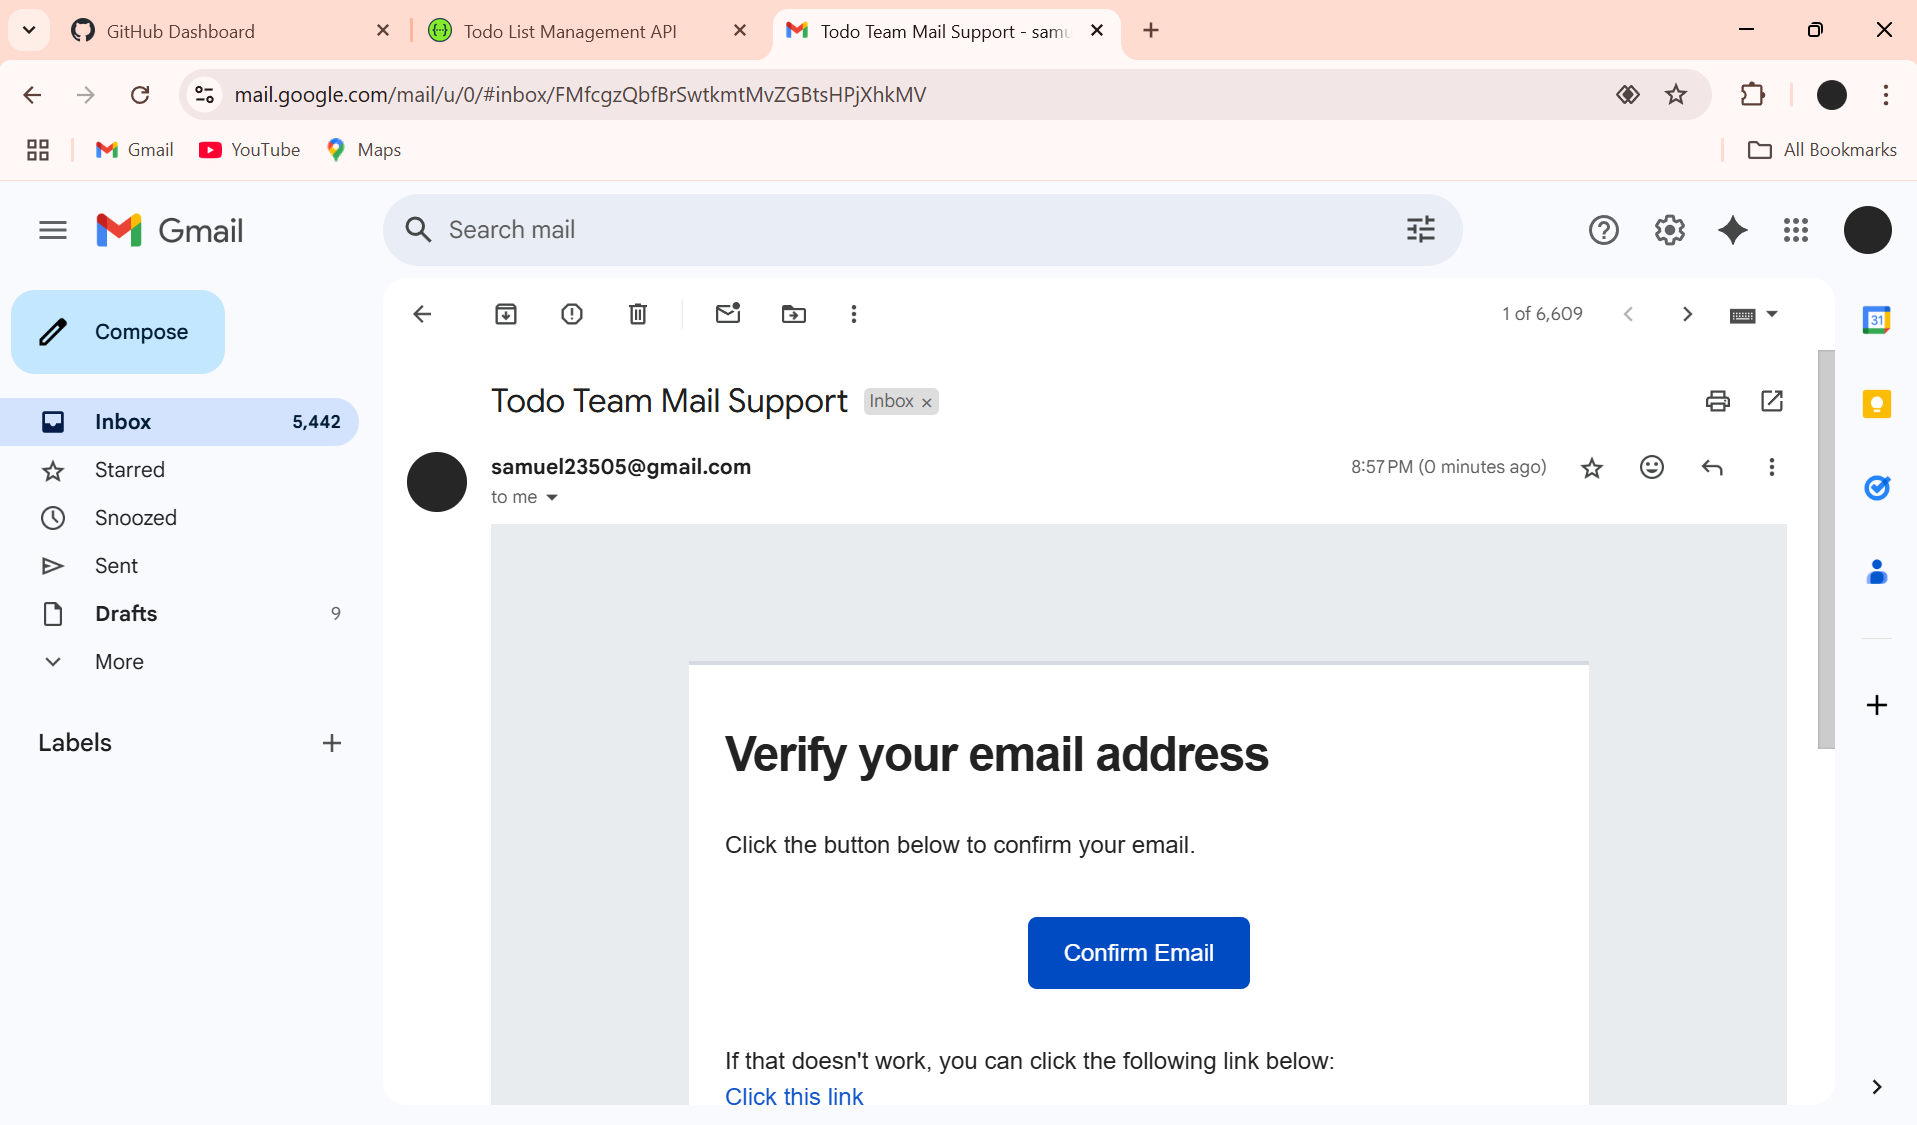 GitHub Dashboard
Todo List Management API
Todo Team Mail Support - samu
mail.google.com/mail/u/0/#inbox/FMfcgzQbfBrSwtkmtMvZGBtsHPjXhkMV
Gmail
YouTube
Maps
All Bookmarks
Gmail
Search mail
Compose
1 of 6,609
31
Inbox 5,442
Starred
Snoozed
Sent
Drafts 9
More
Labels
Todo Team Mail Support
Inbox
samuel23505@gmail.com
8:57 PM (0 minutes ago)
to me
Verify your email address
Click the button below to confirm your email.
Confirm Email
If that doesn't work, you can click the following link below:
Click this link